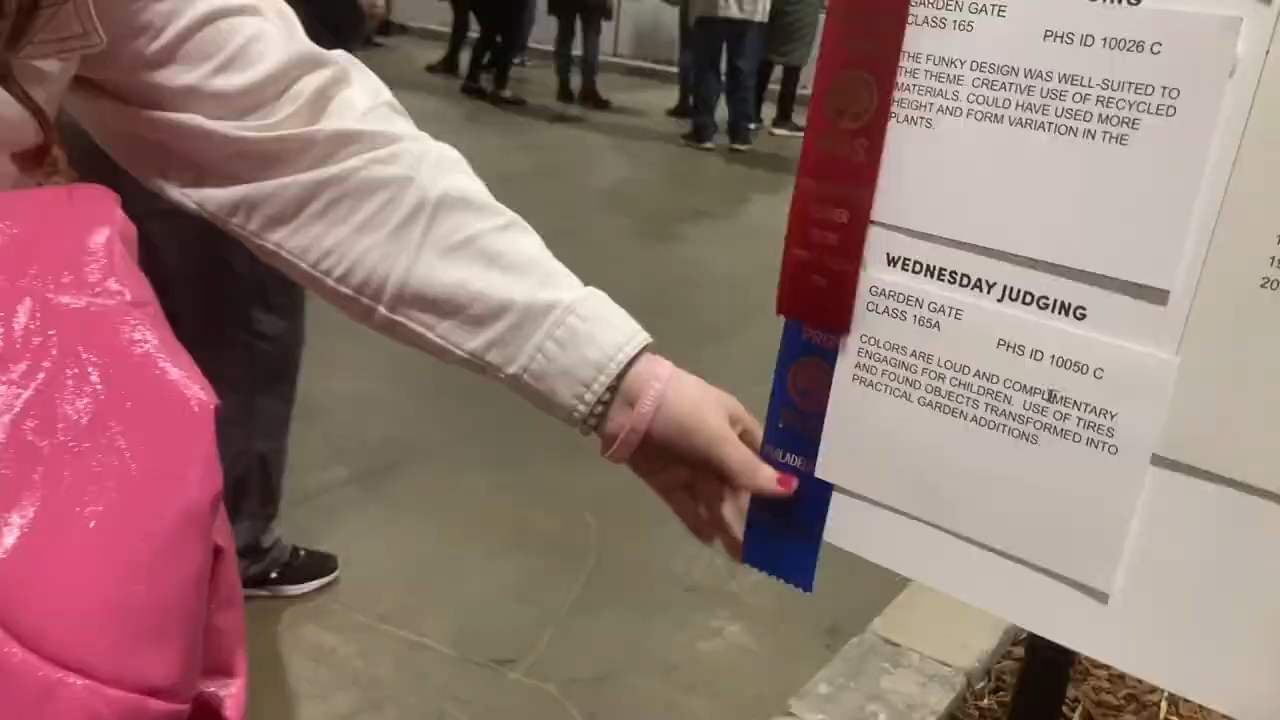 GARDEN GATE
CLASS 165
PHS ID 10026 C
THE FUNKY DESIGN WAS WELL-SUITED TO
THE THEME. CREATIVE USE OF RECYCLED
MATERIALS. COULD HAVE USED MORE
HEIGHT AND FORM VARIATION IN THE
PLANTS.
WEDNESDAY JUDGING
GARDEN GATE
CLASS 165A
PHS ID 10050 C
COLORS ARE LOUD AND COMPLIMENTARY
ENGAGING FOR CHILDREN. USE OF TIRES
AND FOUND OBJECTS TRANSFORMED INTO
PRACTICAL GARDEN ADDITIONS.